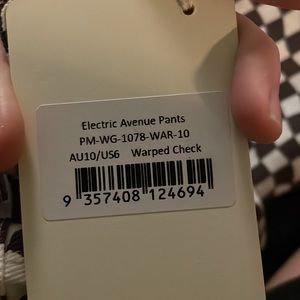 Electric Avenue Pants
PM-WG-1078-WAR-10
AU10/US6 Warped Check
9 357408 124694